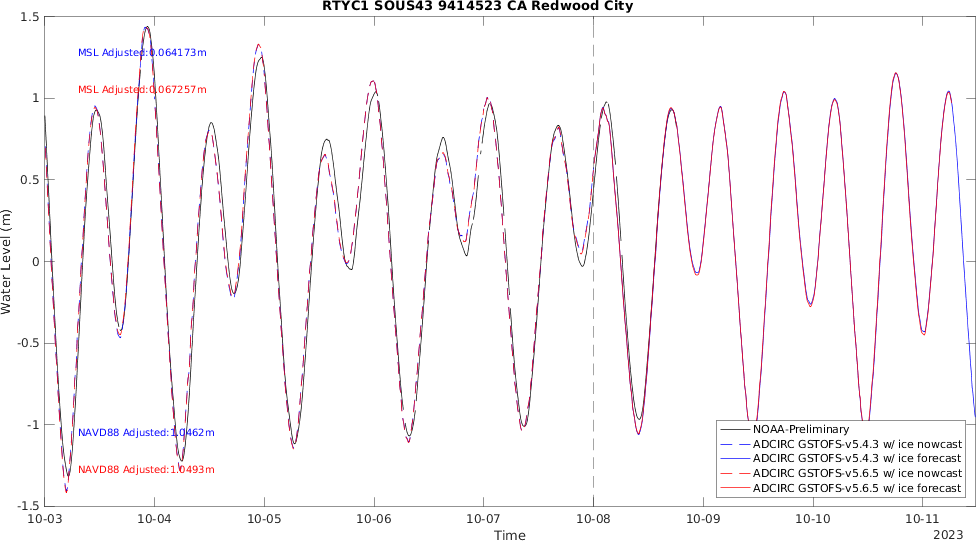 RTYC1 SOUS43 9414523 CA Redwood City
1.5
1
0.5
0
-0.5
-1
-1.5
Water Level (m)
MSL Adjusted:0.064173m
MSL Adjusted:0.067257m
NAVD88 Adjusted:1.0462m
NAVD88 Adjusted:1.0493m
NOAA-Preliminary
ADCIRC GSTOFS-v5.4.3 w/ ice nowcast
ADCIRC GSTOFS-v5.4.3 w/ ice forecast
ADCIRC GSTOFS-v5.6.5 w/ ice nowcast
ADCIRC GSTOFS-v5.6.5 w/ ice forecast
10-03 10-04 10-05 10-06 10-07 10-08 10-09 10-10 10-11
Time
2023